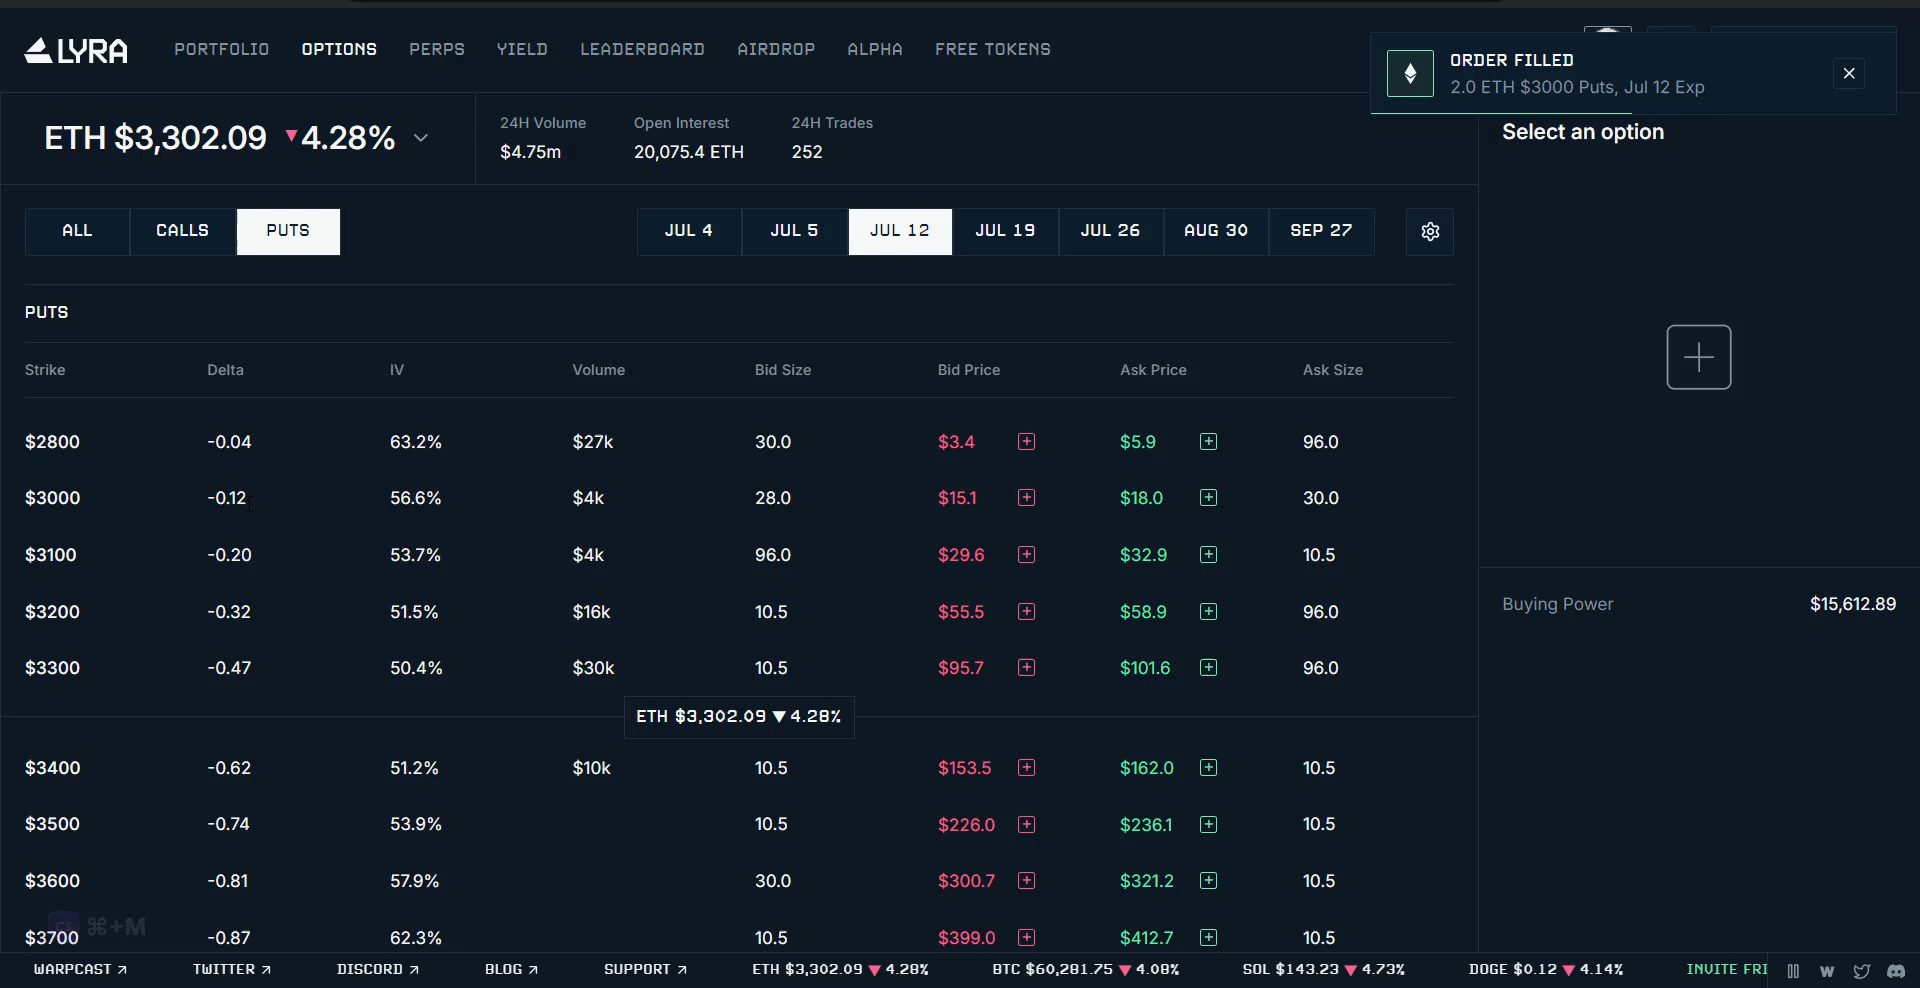 LYRA PORTFOLIO OPTIONS PERPS YIELD LEADERBOARD AIRDROP ALPHA FREE TOKENS
ORDER FILLED
2.0 ETH $3000 Puts, Jul 12 Exp
ETH $3,302.09 ▼4.28%
24H Volume Open Interest 24H Trades
$4.75m 20,075.4 ETH 252
Select an option
ALL CALLS PUTS JUL 4 JUL 5 JUL 12 JUL 19 JUL 26 AUG 30 SEP 27
PUTS
Strike Delta IV Volume Bid Size Bid Price Ask Price Ask Size
$2800 -0.04 63.2% $27k 30.0 $3.4 $5.9 96.0
$3000 -0.12 56.6% $4k 28.0 $15.1 $18.0 30.0
$3100 -0.20 53.7% $4k 96.0 $29.6 $32.9 10.5
$3200 -0.32 51.5% $16k 10.5 $55.5 $58.9 96.0
Buying Power $15,612.89
$3300 -0.47 50.4% $30k 10.5 $95.7 $101.6 96.0
ETH $3,302.09 ▼4.28%
$3400 -0.62 51.2% $10k 10.5 $153.5 $162.0 10.5
$3500 -0.74 53.9% 10.5 $226.0 $236.1 10.5
$3600 -0.81 57.9% 30.0 $300.7 $321.2 10.5
⌘+M
$3700 -0.87 62.3% 10.5 $399.0 $412.7 10.5
WARPCAST ↗ TWITTER ↗ DISCORD ↗ BLOG ↗ SUPPORT ↗ ETH $3,302.09 ▼ 4.28% BTC $60,281.75 ▼ 4.08% SOL $143.23 ▼ 4.73% DOGE $0.12 ▼ 4.14% INVITE FRI